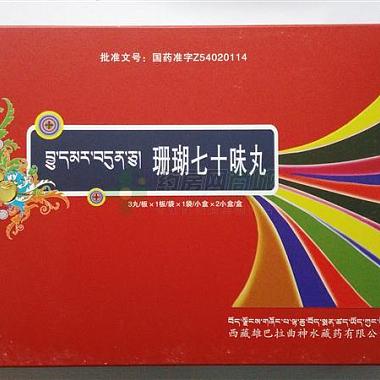 批准文号：国药准字Z54020114
བྱུ་དམར་བདུན་ཅུ།
珊瑚七十味丸
3丸/板×1板/袋×1袋/小盒×2小盒/盒
西藏雄巴拉曲神水藏药有限公